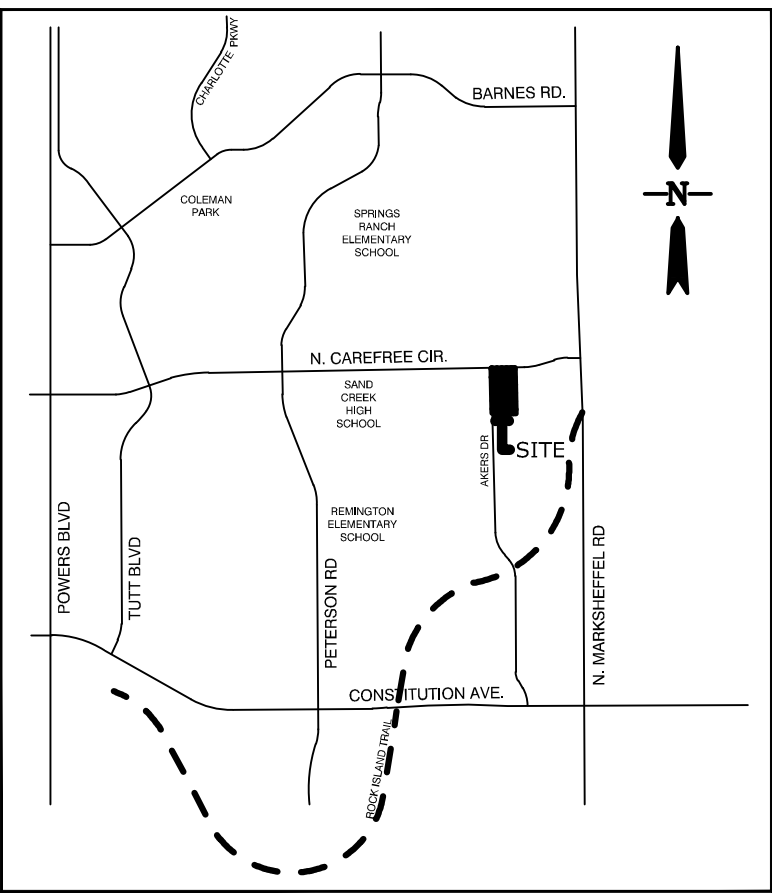 CHARLOTTE PKWY
BARNES RD.
N
COLEMAN
PARK
SPRINGS
RANCH
ELEMENTARY
SCHOOL
N. CAREFREE CIR.
SAND
CREEK
HIGH
SCHOOL
AKERS DR
SITE
REMINGTON
ELEMENTARY
SCHOOL
POWERS BLVD
TUTT BLVD
PETERSON RD
N. MARKSHEFFEL RD
CONSTITUTION AVE.
ROCK ISLAND TRAIL